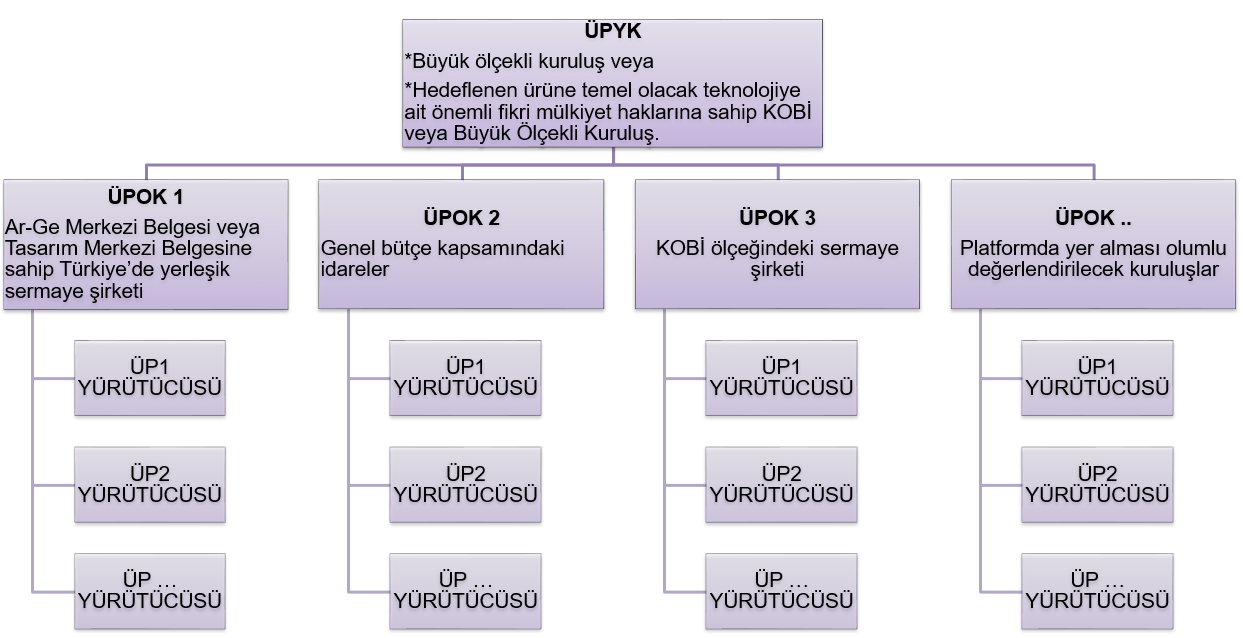 ÜPYK
*Büyük ölçekli kuruluş veya
*Hedeflenen ürüne temel olacak teknolojiye
ait önemli fikri mülkiyet haklarına sahip KOBİ
veya Büyük Ölçekli Kuruluş.
ÜPOK 1
Ar-Ge Merkezi Belgesi veya
Tasarım Merkezi Belgesine
sahip Türkiye’de yerleşik
sermaye şirketi
ÜP1
YÜRÜTÜCÜSÜ
ÜP2
YÜRÜTÜCÜSÜ
ÜP …
YÜRÜTÜCÜSÜ
ÜPOK 2
Genel bütçe kapsamındaki
idareler
ÜP1
YÜRÜTÜCÜSÜ
ÜP2
YÜRÜTÜCÜSÜ
ÜP …
YÜRÜTÜCÜSÜ
ÜPOK 3
KOBİ ölçeğindeki sermaye
şirketi
ÜP1
YÜRÜTÜCÜSÜ
ÜP2
YÜRÜTÜCÜSÜ
ÜP …
YÜRÜTÜCÜSÜ
ÜPOK ..
Platformda yer alması olumlu
değerlendirilecek kuruluşlar
ÜP1
YÜRÜTÜCÜSÜ
ÜP2
YÜRÜTÜCÜSÜ
ÜP …
YÜRÜTÜCÜSÜ